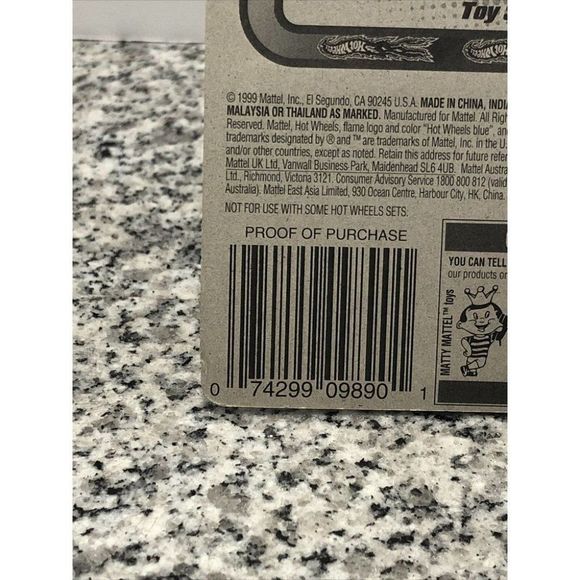 Toy
Hot Wheels
Hot Wheels
© 1999 Mattel, Inc., El Segundo, CA 90245 U.S.A. MADE IN CHINA, INDI
MALAYSIA OR THAILAND AS MARKED. Manufactured for Mattel. All Righ
Reserved. Mattel, Hot Wheels, flame logo and color "Hot Wheels blue", an
trademarks designated by ® and ™ are trademarks of Mattel, Inc. in the U.
and/or other countries, except as noted. Retain this address for future refer
Mattel UK Ltd, Vanwall Business Park, Maidenhead SL6 4UB. Mattel Austra
Ltd., Richmond, Victoria 3121. Consumer Advisory Service 1800 800 812 (valid
Australia). Mattel East Asia Limited, 930 Ocean Centre, Harbour City, HK, China.
NOT FOR USE WITH SOME HOT WHEELS SETS.
PROOF OF PURCHASE
0 74299 09890 1
YOU CAN TELL
our products or
MATTY MATTEL™ toys